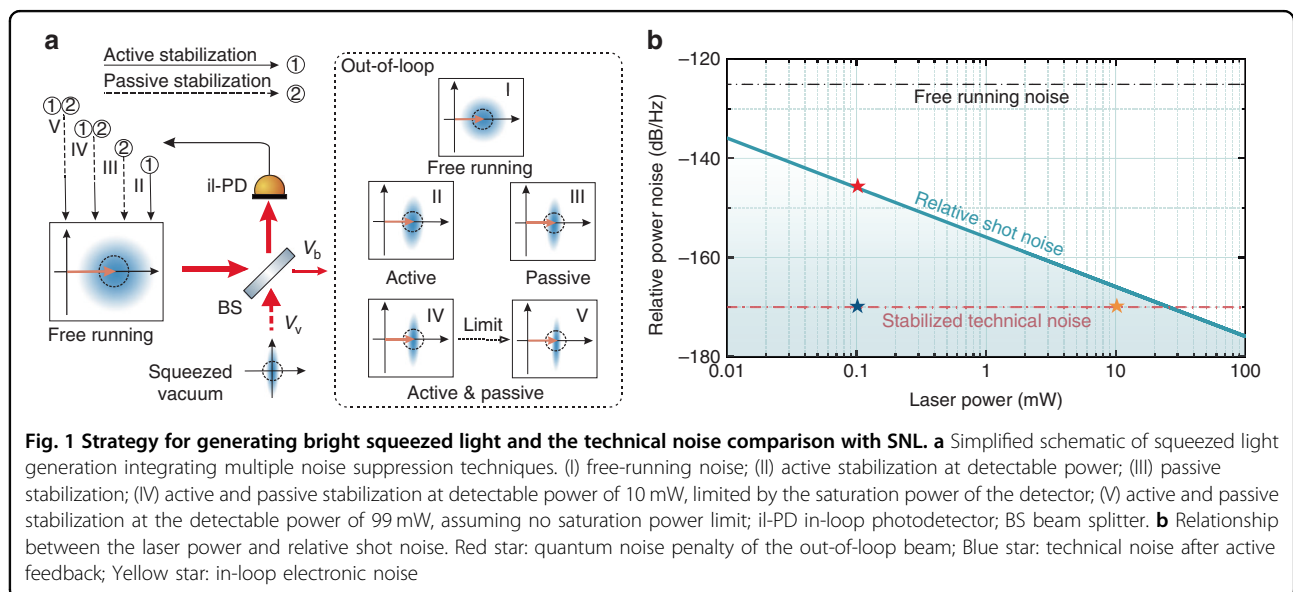 a
Active stabilization ①
Passive stabilization ②
①②
V
①②
IV
②
III
①
II
il-PD
V_b
BS
V_v
Free running
Squeezed
vacuum
Out-of-loop
I
Free running
II
III
Active
Passive
IV
Limit
V
Active & passive
b
Relative power noise (dB/Hz)
−120
−140
−160
−180
Free running noise
Relative shot noise
Stabilized technical noise
0.01
0.1
1
10
100
Laser power (mW)
Fig. 1 Strategy for generating bright squeezed light and the technical noise comparison with SNL. a Simplified schematic of squeezed light
generation integrating multiple noise suppression techniques. (I) free-running noise; (II) active stabilization at detectable power; (III) passive
stabilization; (IV) active and passive stabilization at detectable power of 10 mW, limited by the saturation power of the detector; (V) active and passive
stabilization at the detectable power of 99 mW, assuming no saturation power limit; il-PD in-loop photodetector; BS beam splitter. b Relationship
between the laser power and relative shot noise. Red star: quantum noise penalty of the out-of-loop beam; Blue star: technical noise after active
feedback; Yellow star: in-loop electronic noise